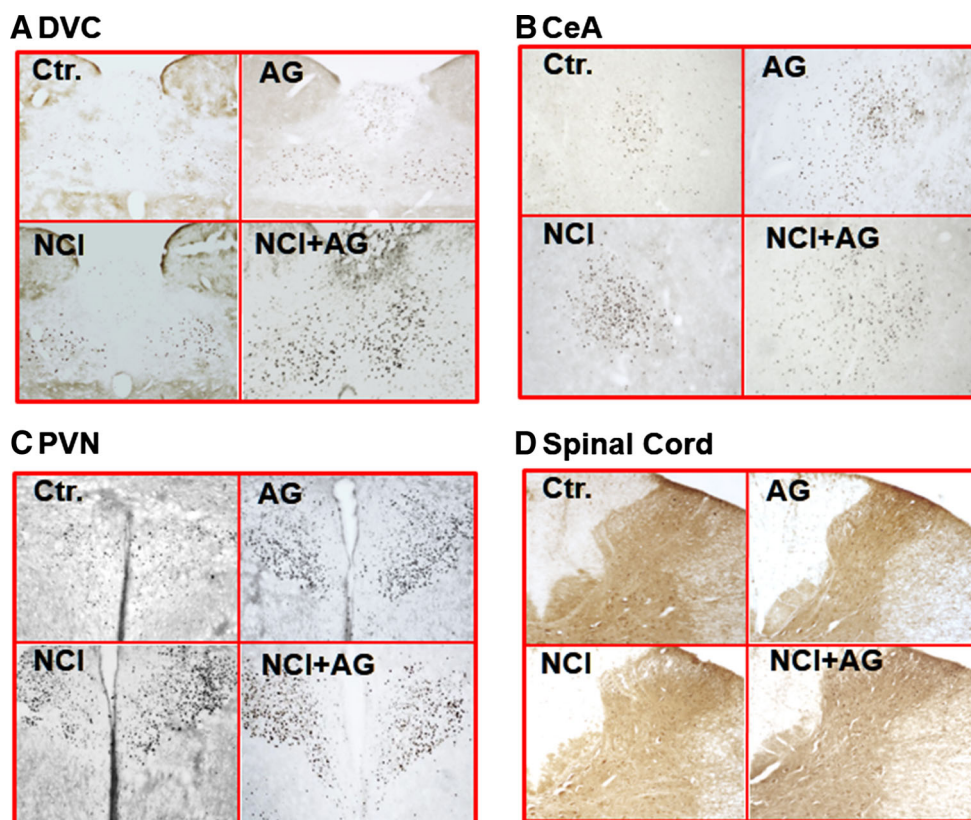 A DVC
Ctr.
AG
NCI
NCI+AG
B CeA
Ctr.
AG
NCI
NCI+AG
C PVN
Ctr.
AG
NCI
NCI+AG
D Spinal Cord
Ctr.
AG
NCI
NCI+AG